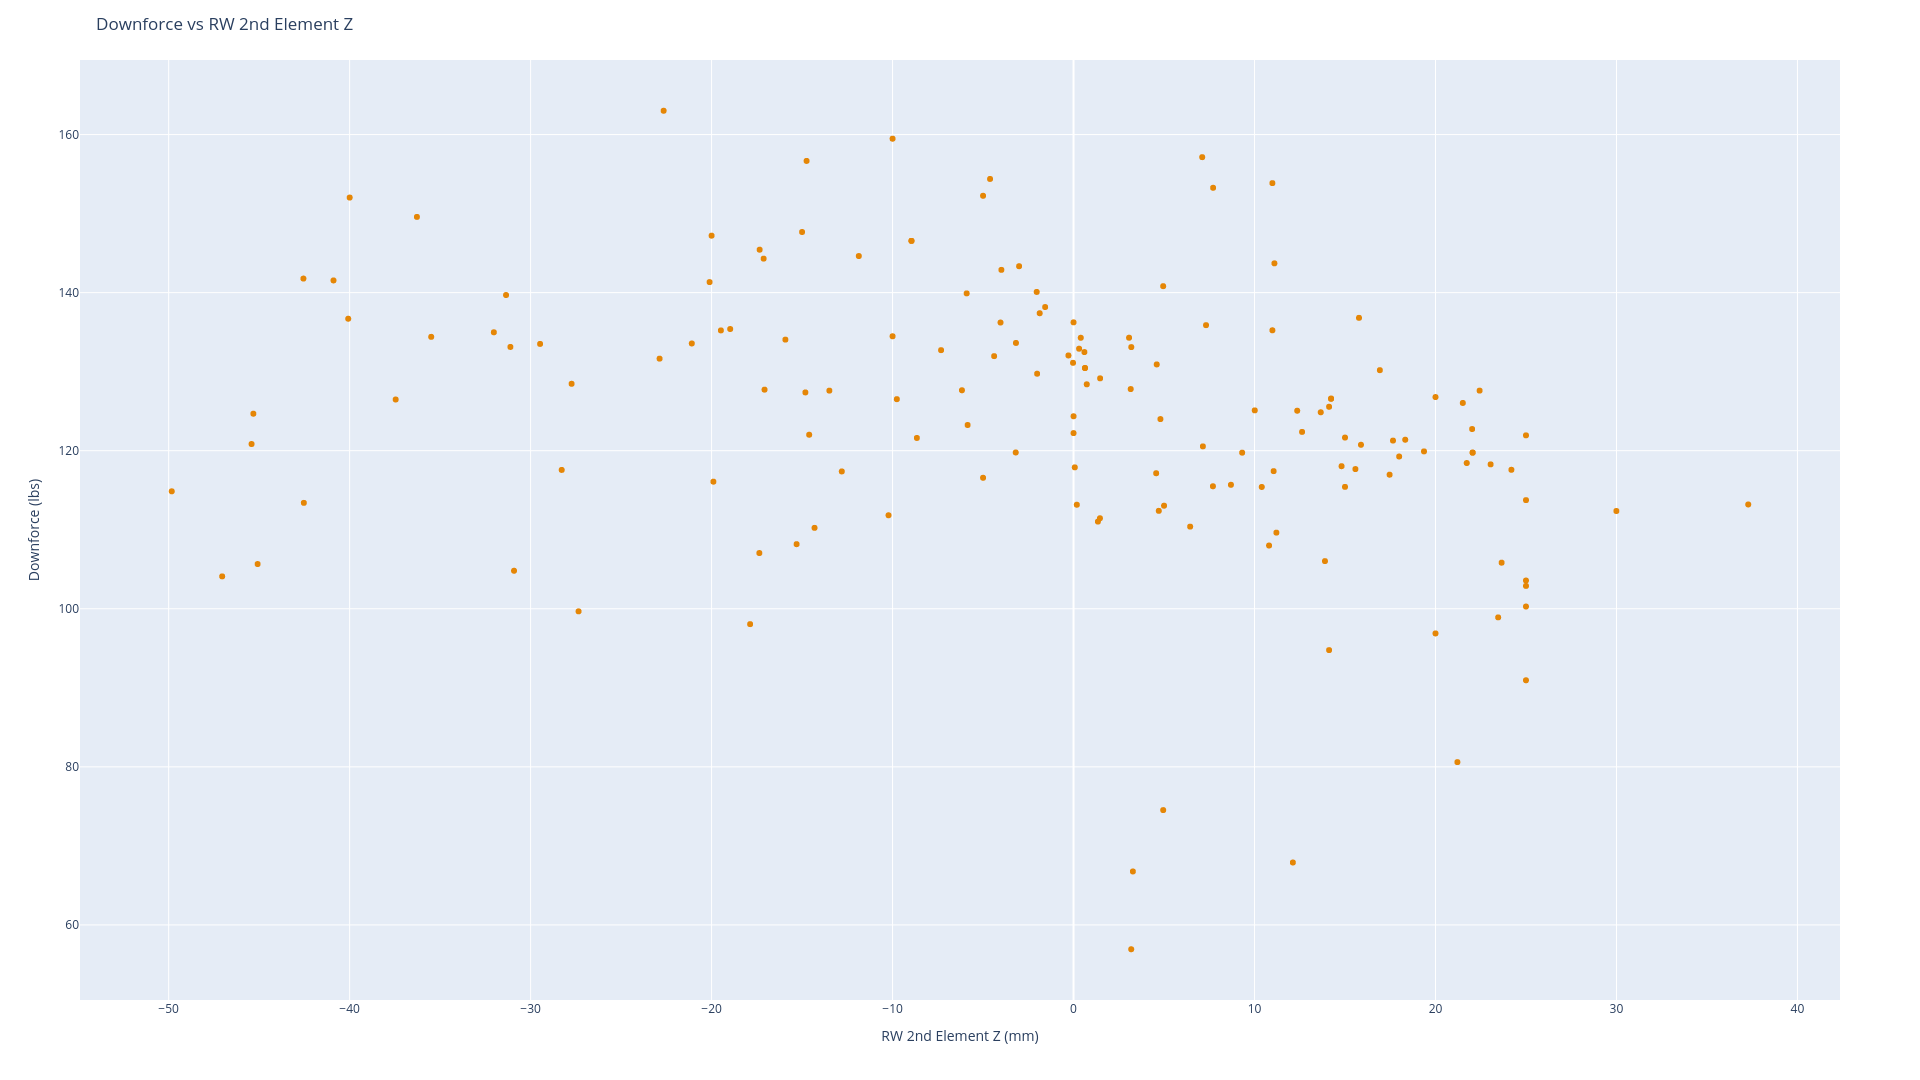 Downforce vs RW 2nd Element Z
160
140
120
100
80
60
Downforce (lbs)
−50 −40 −30 −20 −10 0 10 20 30 40
RW 2nd Element Z (mm)